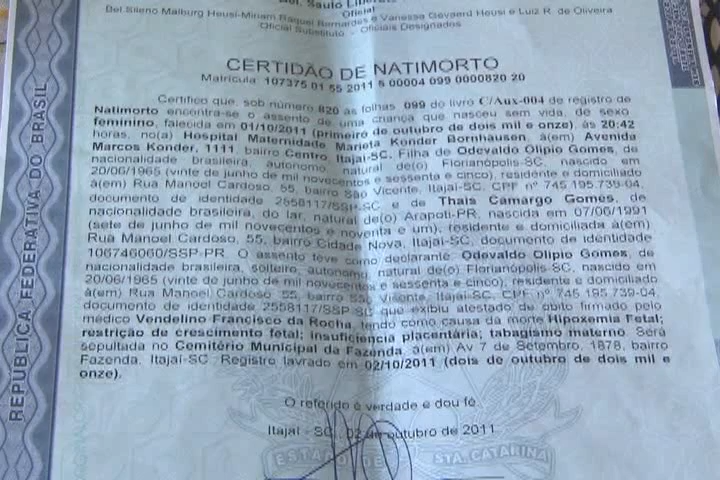 Bel. Saulo
Bel Sileno Malburg Heusi-Miriam Raquel Bernardes e Vanessa Gevaerd Heusi e Luiz R. de Oliveira
Oficial
Oficial Substituto - Oficiais Designados
CERTIDÃO DE NATIMORTO
Matrícula: 107375 01 55 2011 5 00004 099 0000820 20
Certifico que, sob número 820 às folhas 099 do livro C/Aux-004 de registro de
Natimorto encontra-se o assento de uma criança que nasceu sem vida, de sexo
feminino, falecida em 01/10/2011 (primeiro de outubro de dois mil e onze), às 20:42
horas, no(a) Hospital Maternidade Marieta Konder Bornhausen, à(em) Avenida
Marcos Konder, 1111 bairro Centro, Itajaí-SC. Filha de Odevaldo Olipio Gomes, de
nacionalidade brasileira, autonomo natural de(o) Florianópolis-SC, nascido em
20/06/1965 (vinte de junho de mil novecentos e sessenta e cinco), residente e domiciliado
à(em) Rua Manoel Cardoso, 55, bairro São Vicente, Itajaí-SC, CPF nº 745.195.739-04,
documento de identidade 2558117/SSP-SC e de Thais Camargo Gomes, de
nacionalidade brasileira, do lar, natural de(o) Arapoti-PR, nascida em 07/06/1991
(sete de junho de mil novecentos e noventa e um), residente e domiciliada à(em)
Rua Manoel Cardoso, 55, bairro Cidade Nova, Itajaí-SC, documento de identidade
106746060/SSP-PR. O assento teve como declarante Odevaldo Olipio Gomes, de
nacionalidade brasileira, solteiro, autonomo, natural de(o) Florianópolis-SC, nascido em
20/06/1965 (vinte de junho de mil novecentos e sessenta e cinco), residente e domiciliado
à(em) Rua Manoel Cardoso, 55, bairro São Vicente, Itajaí-SC, CPF nº 745.195.739-04,
documento de identidade 2558117/SSP-SC que exibiu atestado de óbito firmado pelo
médico Vendelino Francisco da Rocha, tendo como causa da morte Hipoxemia Fetal;
restrição de crescimento fetal; insuficiencia placentária; tabagismo materno. Será
sepultada no Cemitério Municipal da Fazenda, à(em) Av 7 de Setembro, 1878, bairro
Fazenda, Itajaí-SC. Registro lavrado em 02/10/2011 (dois de outubro de dois mil e
onze).
O referido é verdade e dou fé.
Itajaí - SC, 02 de outubro de 2011
ESTADO DE STA. CATARINA
REPÚBLICA FEDERATIVA DO BRASIL